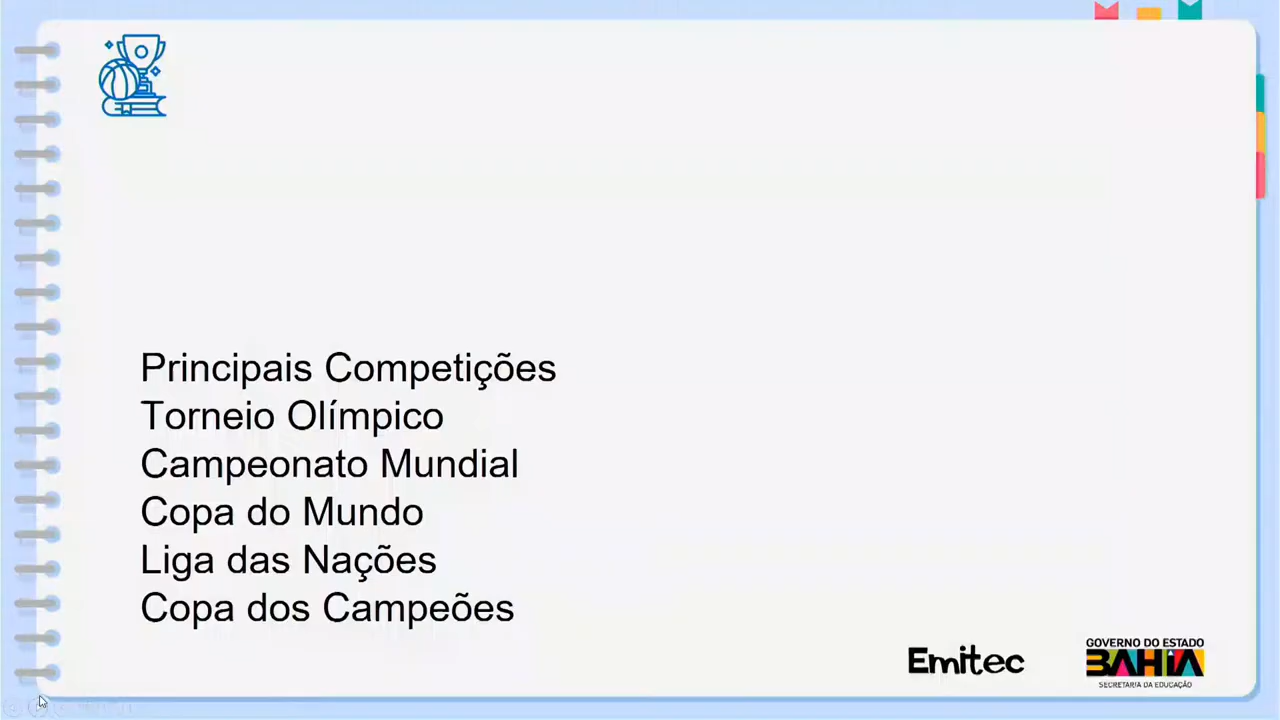 Principais Competições
Torneio Olímpico
Campeonato Mundial
Copa do Mundo
Liga das Nações
Copa dos Campeões
Emitec
GOVERNO DO ESTADO
BAHIA
SECRETARIA DA EDUCAÇÃO